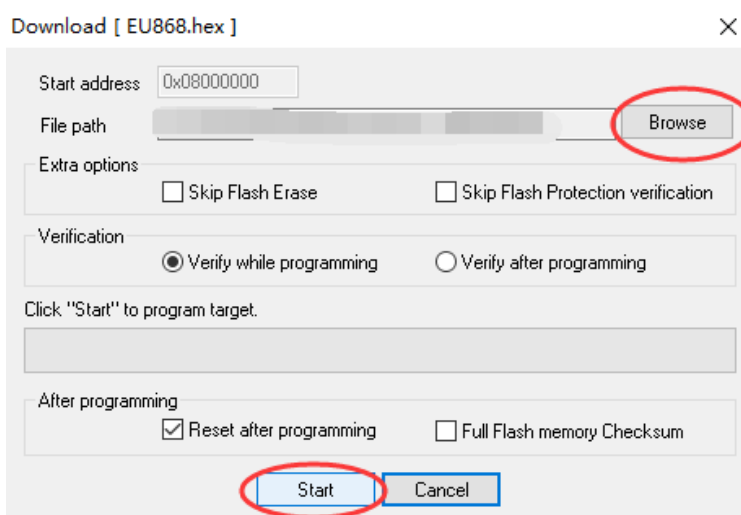 Download [ EU868.hex ]
Start address 0x08000000
File path Browse
Extra options
Skip Flash Erase Skip Flash Protection verification
Verification
Verify while programming Verify after programming
Click "Start" to program target.
After programming
Reset after programming Full Flash memory Checksum
Start Cancel